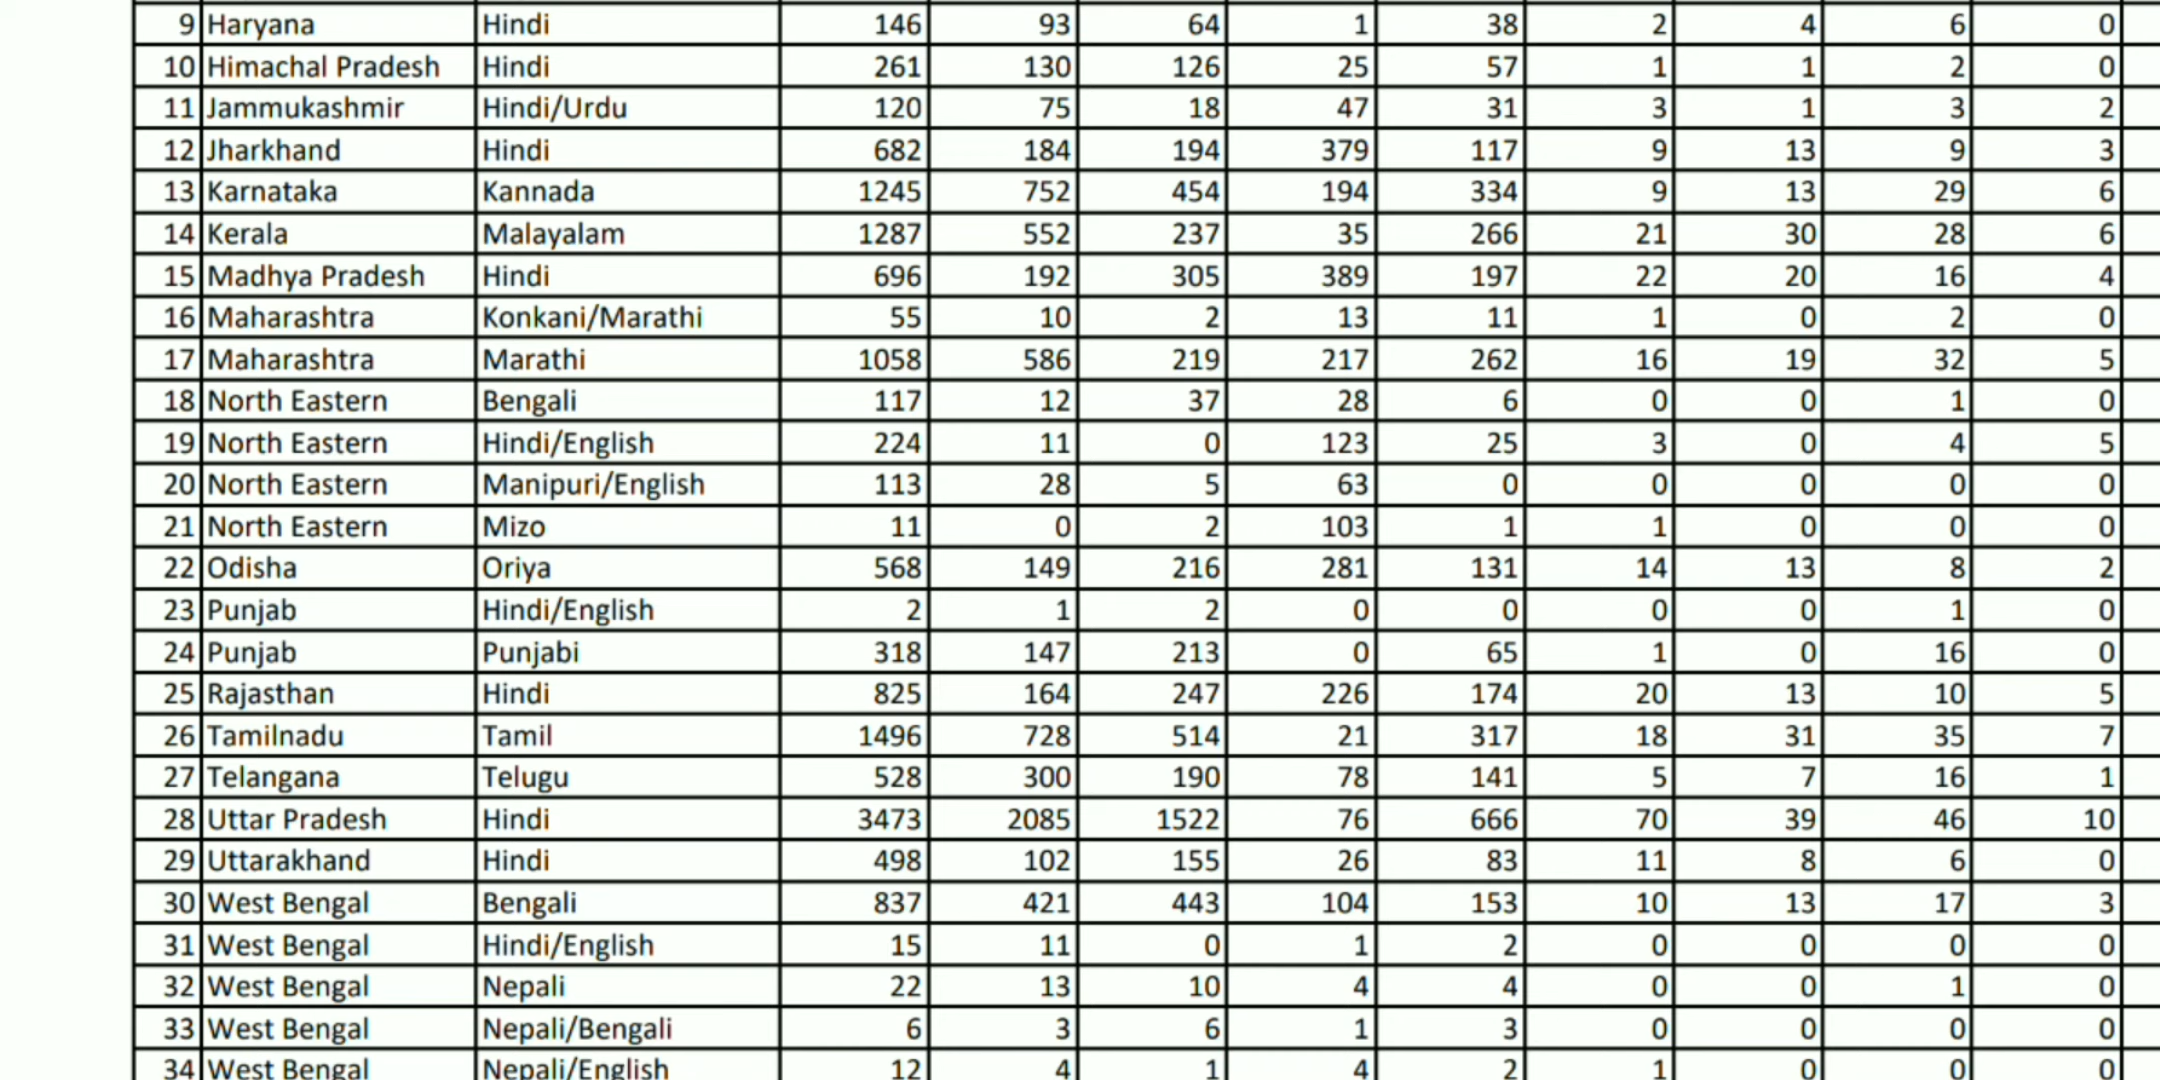 9 Haryana Hindi 146 93 64 1 38 2 4 6 0
10 Himachal Pradesh Hindi 261 130 126 25 57 1 1 2 0
11 Jammukashmir Hindi/Urdu 120 75 18 47 31 3 1 3 2
12 Jharkhand Hindi 682 184 194 379 117 9 13 9 3
13 Karnataka Kannada 1245 752 454 194 334 9 13 29 6
14 Kerala Malayalam 1287 552 237 35 266 21 30 28 6
15 Madhya Pradesh Hindi 696 192 305 389 197 22 20 16 4
16 Maharashtra Konkani/Marathi 55 10 2 13 11 1 0 2 0
17 Maharashtra Marathi 1058 586 219 217 262 16 19 32 5
18 North Eastern Bengali 117 12 37 28 6 0 0 1 0
19 North Eastern Hindi/English 224 11 0 123 25 3 0 4 5
20 North Eastern Manipuri/English 113 28 5 63 0 0 0 0 0
21 North Eastern Mizo 11 0 2 103 1 1 0 0 0
22 Odisha Oriya 568 149 216 281 131 14 13 8 2
23 Punjab Hindi/English 2 1 2 0 0 0 0 1 0
24 Punjab Punjabi 318 147 213 0 65 1 0 16 0
25 Rajasthan Hindi 825 164 247 226 174 20 13 10 5
26 Tamilnadu Tamil 1496 728 514 21 317 18 31 35 7
27 Telangana Telugu 528 300 190 78 141 5 7 16 1
28 Uttar Pradesh Hindi 3473 2085 1522 76 666 70 39 46 10
29 Uttarakhand Hindi 498 102 155 26 83 11 8 6 0
30 West Bengal Bengali 837 421 443 104 153 10 13 17 3
31 West Bengal Hindi/English 15 11 0 1 2 0 0 0 0
32 West Bengal Nepali 22 13 10 4 4 0 0 1 0
33 West Bengal Nepali/Bengali 6 3 6 1 3 0 0 0 0
34 West Bengal Nepali/English 12 4 1 4 2 1 0 0 0